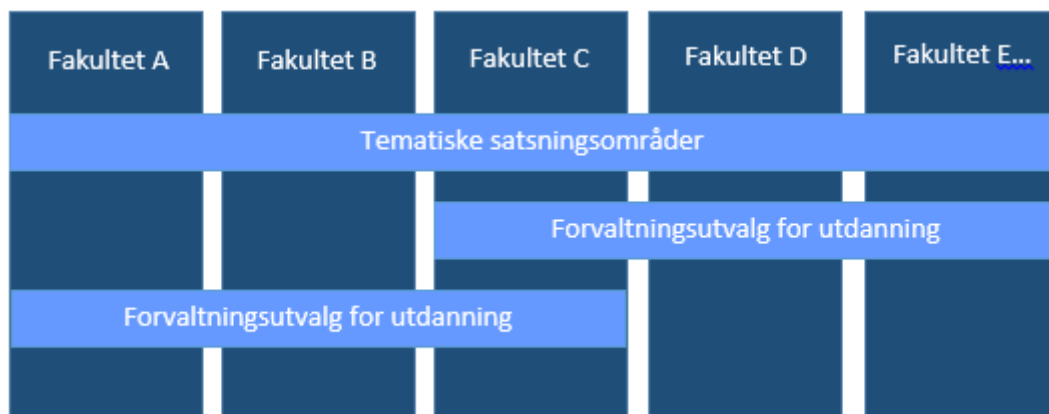 Fakultet A
Fakultet B
Fakultet C
Fakultet D
Fakultet E...
Tematiske satsningsområder
Forvaltningsutvalg for utdanning
Forvaltningsutvalg for utdanning